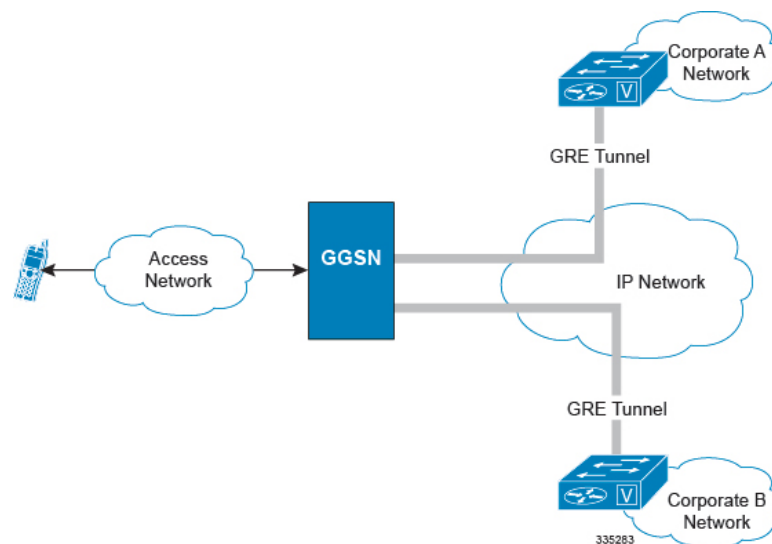 Corporate A
Network
V
GRE Tunnel
Access
Network
GGSN
IP Network
GRE Tunnel
V
Corporate B
Network
335283